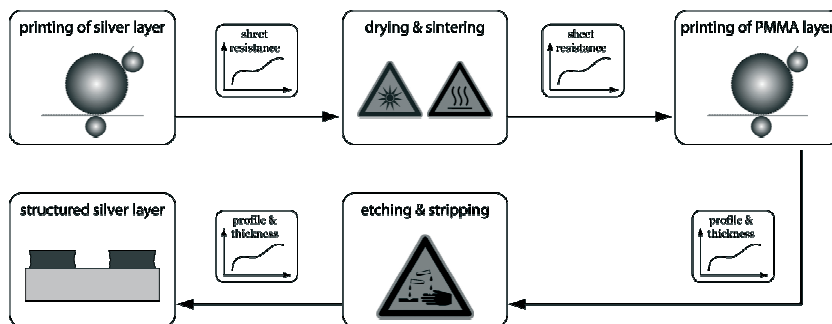 printing of silver layer
sheet
resistance
drying & sintering
sheet
resistance
printing of PMMA layer
structured silver layer
profile &
thickness
etching & stripping
profile &
thickness